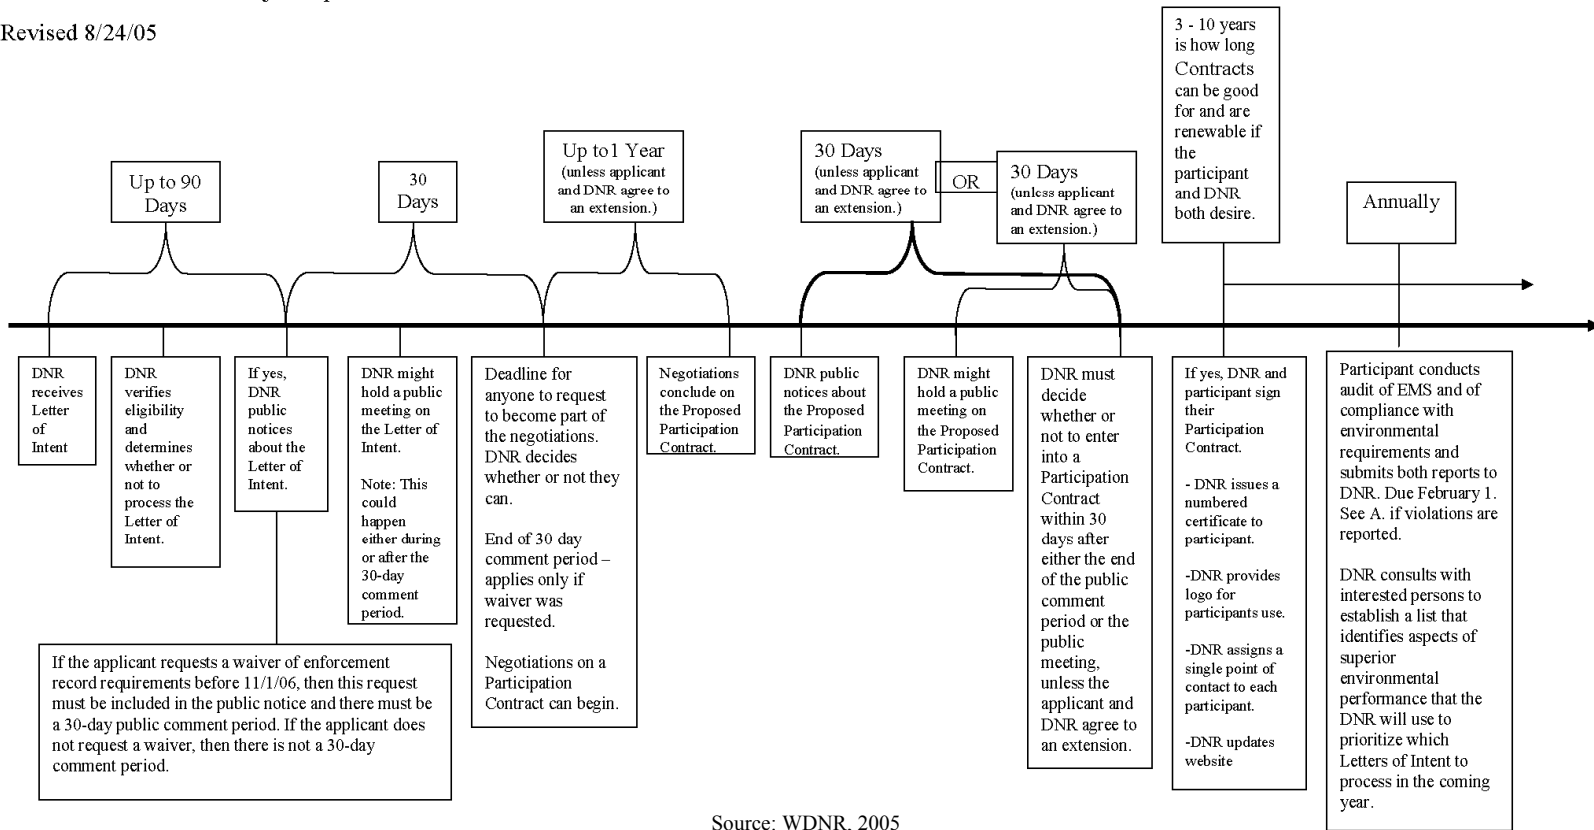 Revised 8/24/05
3 - 10 years
is how long
Contracts
can be good
for and are
renewable if
the
participant
and DNR
both desire.
Up to 90
Days
30
Days
Up to1 Year
(unless applicant
and DNR agree to
an extension.)
30 Days
(unless applicant
and DNR agree to
an extension.)
OR
30 Days
(unless applicant
and DNR agree to
an extension.)
Annually
DNR
receives
Letter
of
Intent
DNR
verifies
eligibility
and
determines
whether or
not to
process the
Letter of
Intent.
If yes,
DNR
public
notices
about the
Letter of
Intent.
DNR might
hold a public
meeting on
the Letter of
Intent.
Note: This
could
happen
either during
or after the
30-day
comment
period.
Deadline for
anyone to request
to become part of
the negotiations.
DNR decides
whether or not they
can.
End of 30 day
comment period –
applies only if
waiver was
requested.
Negotiations on a
Participation
Contract can begin.
Negotiations
conclude on
the Proposed
Participation
Contract.
DNR public
notices about
the Proposed
Participation
Contract.
DNR might
hold a public
meeting on
the Proposed
Participation
Contract.
DNR must
decide
whether or
not to enter
into a
Participation
Contract
within 30
days after
either the end
of the public
comment
period or the
public
meeting,
unless the
applicant and
DNR agree to
an extension.
If yes, DNR and
participant sign
their
Participation
Contract.
- DNR issues a
numbered
certificate to
participant.
-DNR provides
logo for
participants use.
-DNR assigns a
single point of
contact to each
participant.
-DNR updates
website
Participant conducts
audit of EMS and of
compliance with
environmental
requirements and
submits both reports to
DNR. Due February 1.
See A. if violations are
reported.
DNR consults with
interested persons to
establish a list that
identifies aspects of
superior
environmental
performance that the
DNR will use to
prioritize which
Letters of Intent to
process in the coming
year.
If the applicant requests a waiver of enforcement
record requirements before 11/1/06, then this request
must be included in the public notice and there must be
a 30-day public comment period. If the applicant does
not request a waiver, then there is not a 30-day
comment period.
Source: WDNR, 2005